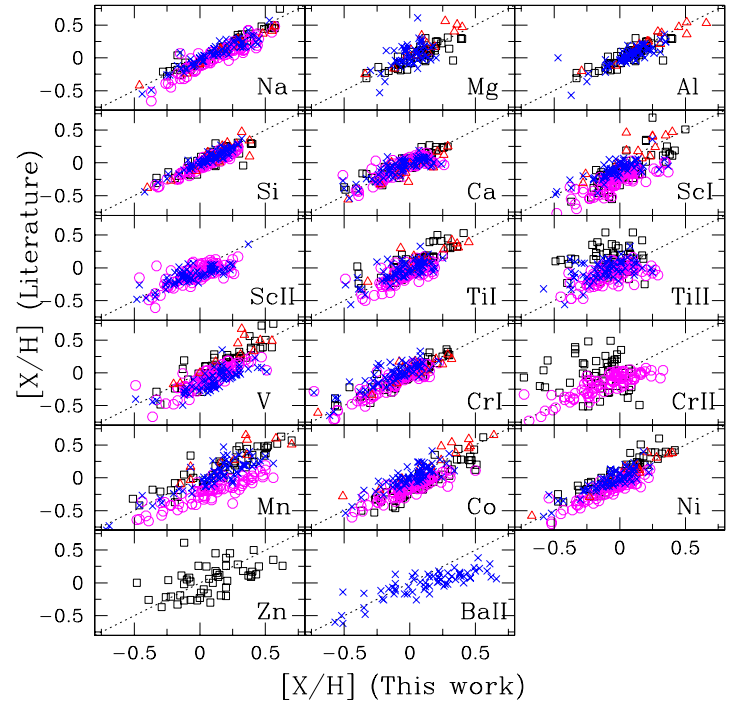 0.5
0
−0.5
Na
Mg
Al
0.5
0
−0.5
Si
Ca
ScI
0.5
0
−0.5
ScII
TiI
TiII
0.5
0
−0.5
V
CrI
CrII
0.5
0
−0.5
Mn
Co
Ni
−0.5 0 0.5
0.5
0
−0.5
Zn
BaII
−0.5 0 0.5
−0.5 0 0.5
[X/H] (This work)
[X/H] (Literature)